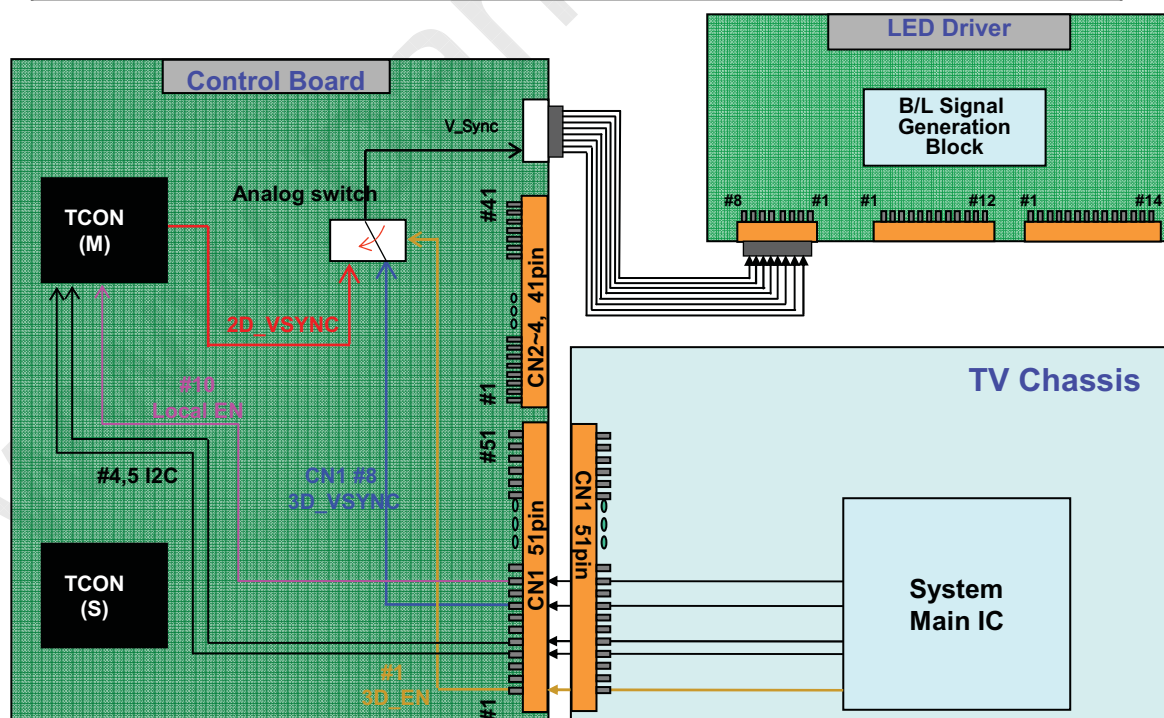 LED Driver
Control Board
B/L Signal
Generation
Block
V_Sync
Analog switch
#8
#1
#1
#12
#1
#14
TCON
(M)
#41
CN2~4, 41pin
#1
2D_VSYNC
TV Chassis
#10
Local EN
#51
#4,5 I2C
CN1 #8
3D_VSYNC
CN1 51pin
CN1 51pin
TCON
(S)
System
Main IC
#1
3D_EN
#1